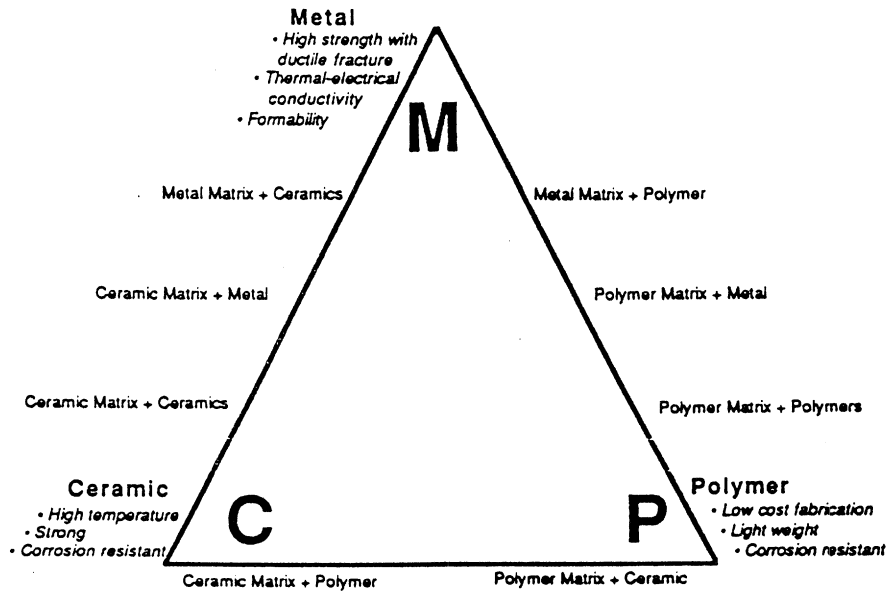 Metal
• High strength with
ductile fracture
• Thermal-electrical
conductivity
• Formability
M
Metal Matrix + Ceramics
Metal Matrix + Polymer
Ceramic Matrix + Metal
Polymer Matrix + Metal
Ceramic Matrix + Ceramics
Polymer Matrix + Polymers
Ceramic
• High temperature
• Strong
• Corrosion resistant
C
P
Polymer
• Low cost fabrication
• Light weight
• Corrosion resistant
Ceramic Matrix + Polymer
Polymer Matrix + Ceramic